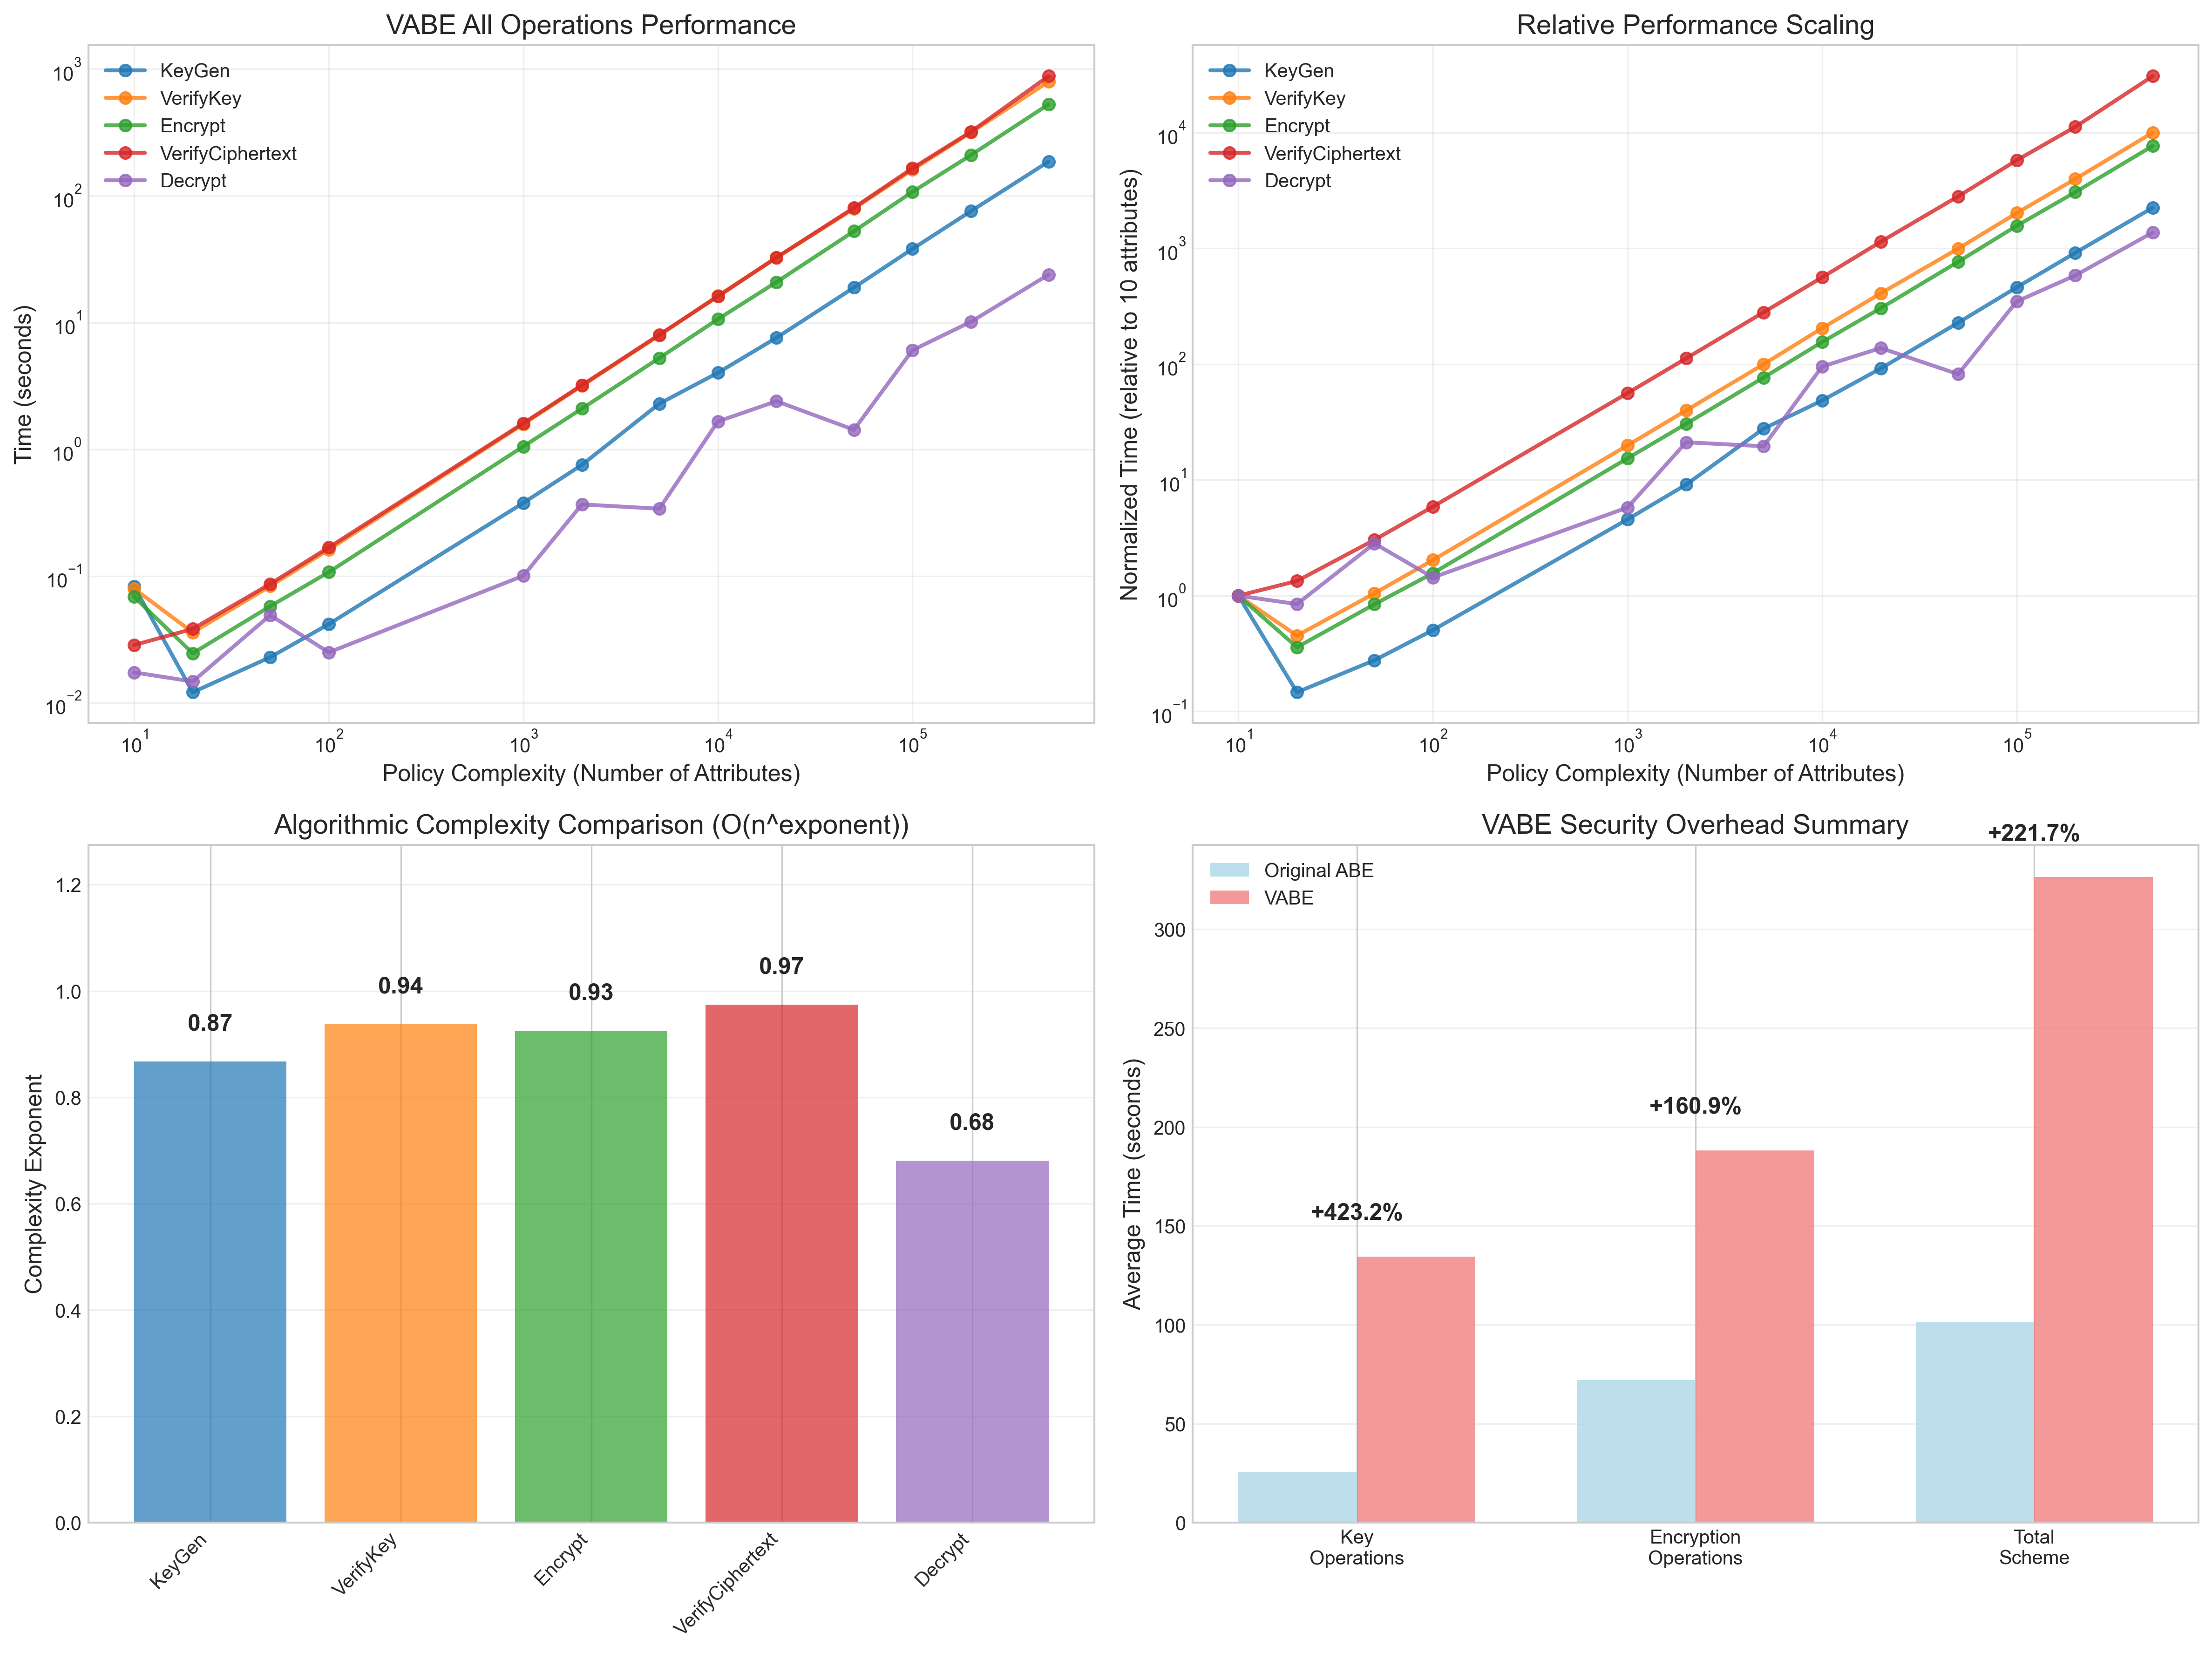 VABE All Operations Performance
10^3
10^2
10^1
10^0
10^−1
10^−2
Time (seconds)
KeyGen
VerifyKey
Encrypt
VerifyCiphertext
Decrypt
10^1
10^2
10^3
10^4
10^5
Policy Complexity (Number of Attributes)
Relative Performance Scaling
10^4
10^3
10^2
10^1
10^0
10^−1
Normalized Time (relative to 10 attributes)
KeyGen
VerifyKey
Encrypt
VerifyCiphertext
Decrypt
10^1
10^2
10^3
10^4
10^5
Policy Complexity (Number of Attributes)
Algorithmic Complexity Comparison (O(n^exponent))
1.2
1.0
0.8
0.6
0.4
0.2
0.0
Complexity Exponent
0.87
0.94
0.93
0.97
0.68
KeyGen
VerifyKey
Encrypt
VerifyCiphertext
Decrypt
VABE Security Overhead Summary
300
250
200
150
100
50
0
Average Time (seconds)
Original ABE
VABE
+423.2%
+160.9%
+221.7%
Key
Operations
Encryption
Operations
Total
Scheme